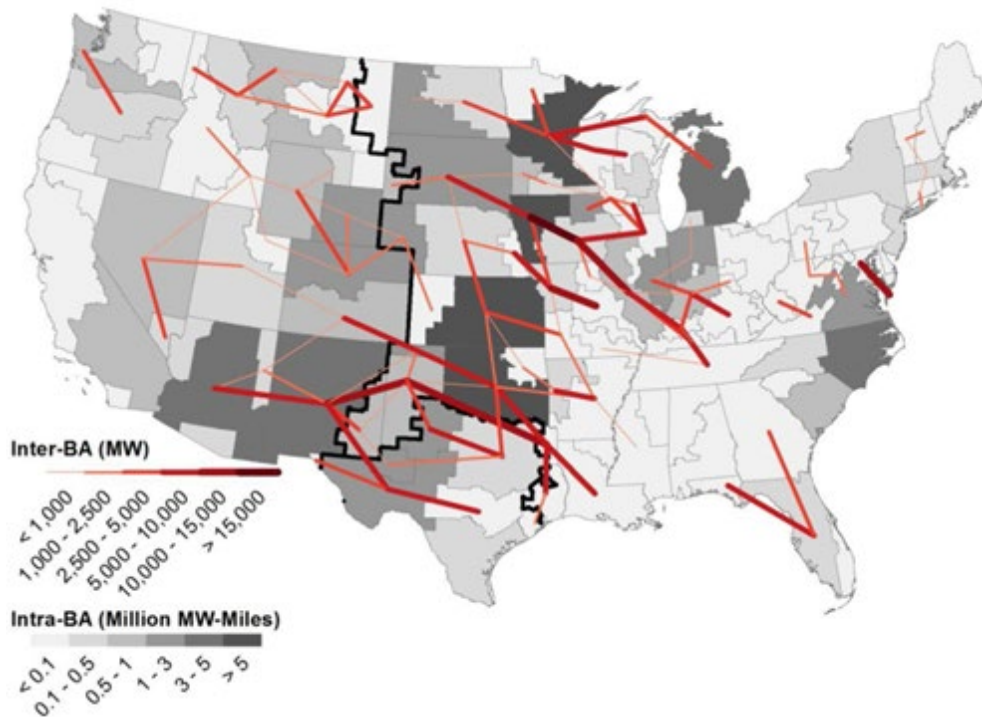 Inter-BA (MW)
< 1,000
1,000 - 2,500
2,500 - 5,000
5,000 - 10,000
10,000 - 15,000
> 15,000
Intra-BA (Million MW-Miles)
< 0.1
0.1 - 0.5
0.5 - 1
1 - 3
3 - 5
> 5